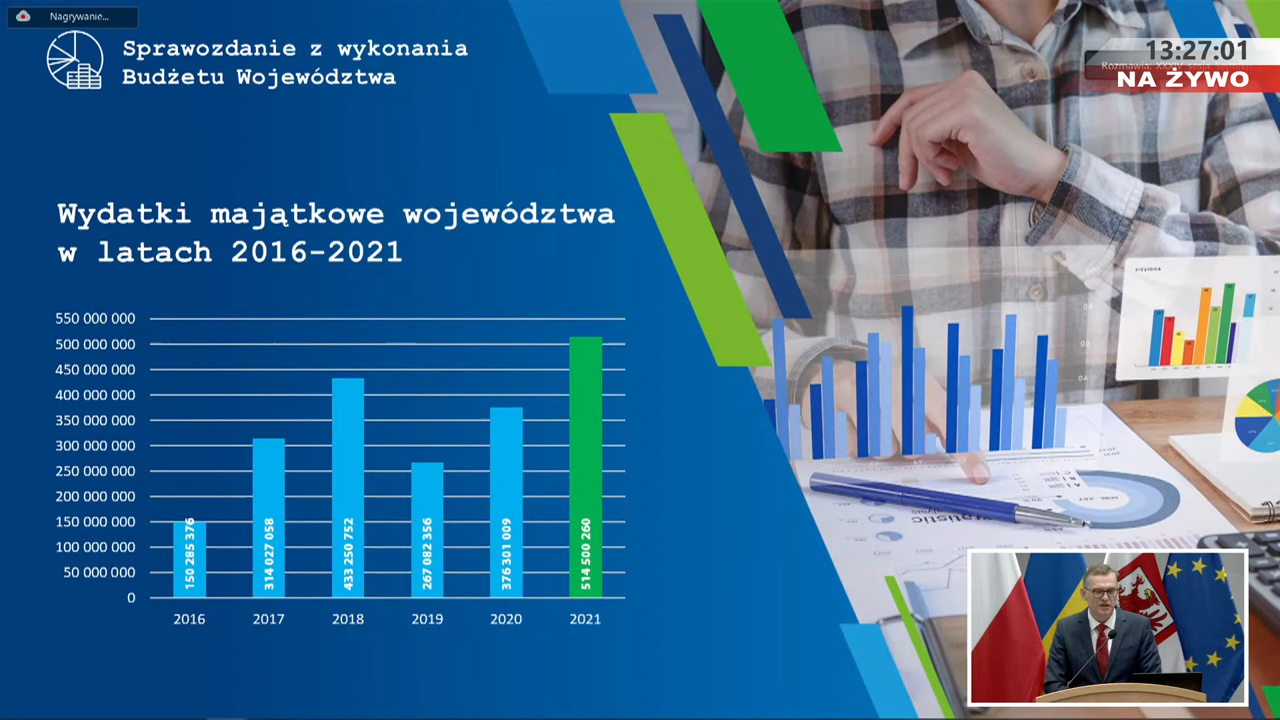 Nagrywanie...
Sprawozdanie z wykonania
Budżetu Województwa
13:27:01
NA ŻYWO
Wydatki majątkowe województwa
w latach 2016-2021
550 000 000
500 000 000
450 000 000
400 000 000
350 000 000
300 000 000
250 000 000
200 000 000
150 000 000
100 000 000
50 000 000
0
150 285 376
314 027 058
433 250 752
267 082 356
376 301 009
514 500 260
2016
2017
2018
2019
2020
2021